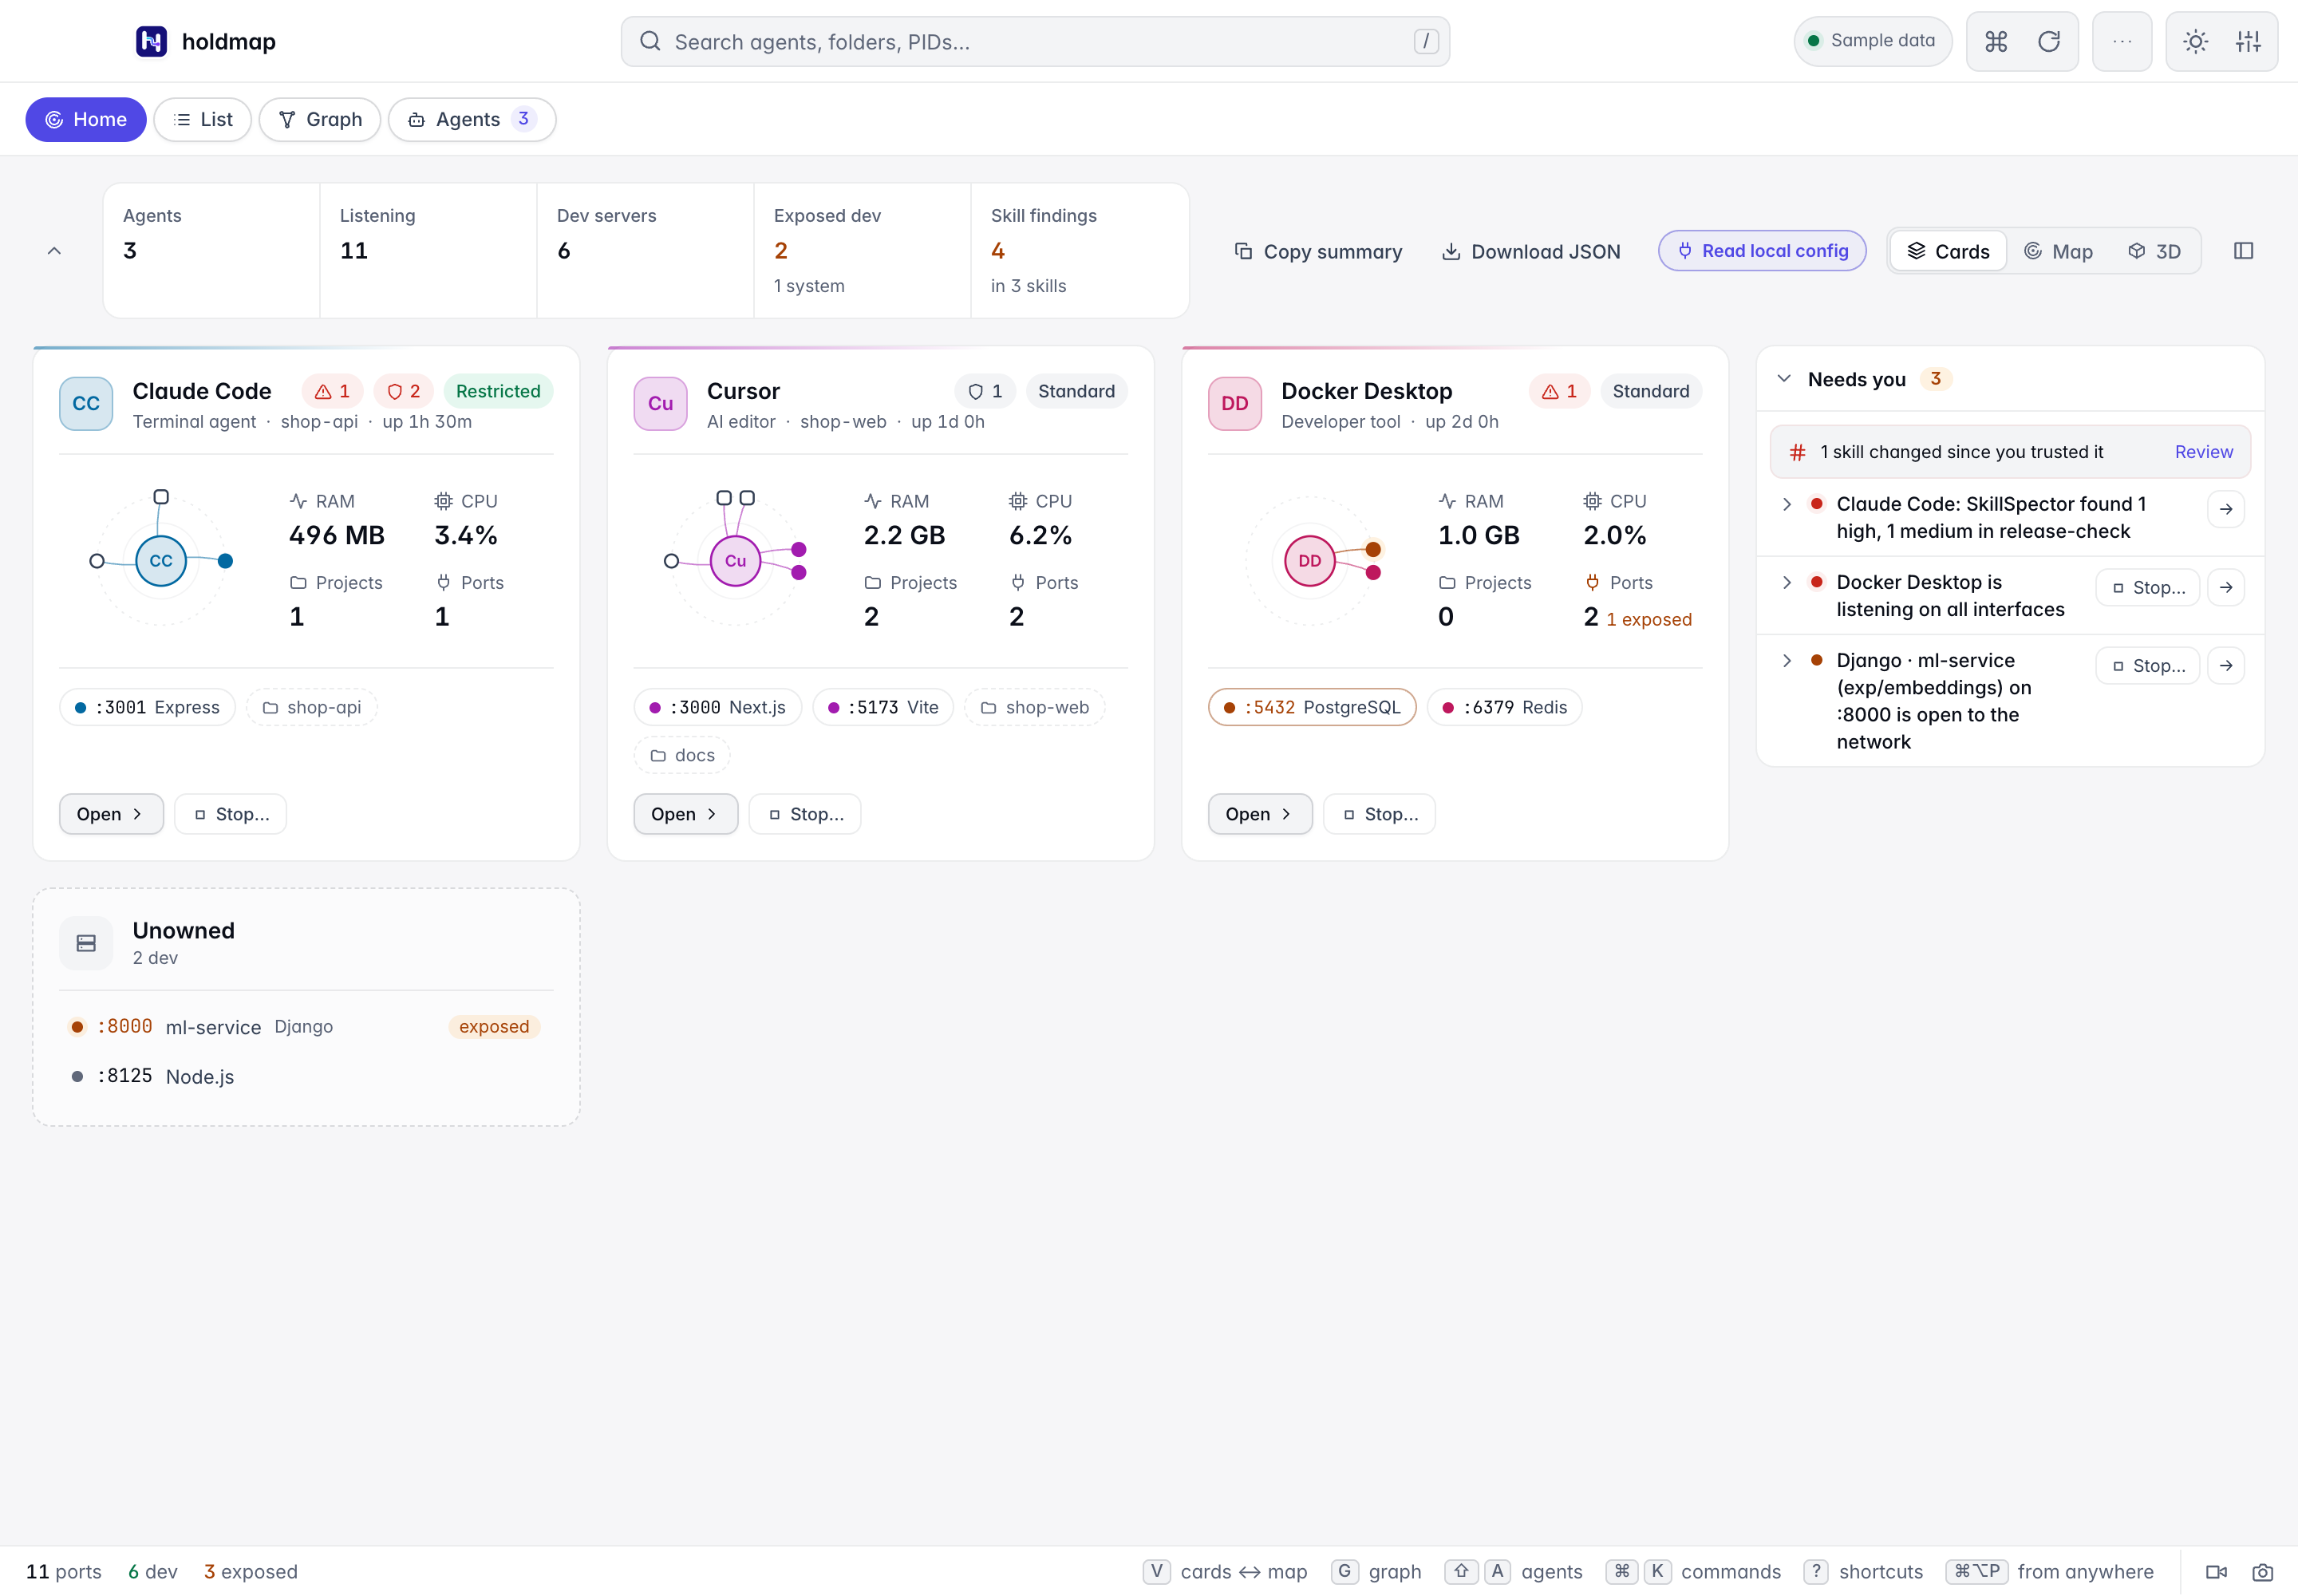 holdmap
Search agents, folders, PIDs...
/
Sample data
Home
List
Graph
Agents 3
Agents
3
Listening
11
Dev servers
6
Exposed dev
2
1 system
Skill findings
4
in 3 skills
Copy summary
Download JSON
Read local config
Cards
Map
3D
CC
Claude Code
1
2
Restricted
Terminal agent · shop-api · up 1h 30m
CC
RAM
496 MB
CPU
3.4%
Projects
1
Ports
1
:3001 Express
shop-api
Open
Stop...
Cu
Cursor
1
Standard
AI editor · shop-web · up 1d 0h
Cu
RAM
2.2 GB
CPU
6.2%
Projects
2
Ports
2
:3000 Next.js
:5173 Vite
shop-web
docs
Open
Stop...
DD
Docker Desktop
1
Standard
Developer tool · up 2d 0h
DD
RAM
1.0 GB
CPU
2.0%
Projects
0
Ports
2 1 exposed
:5432 PostgreSQL
:6379 Redis
Open
Stop...
Needs you 3
# 1 skill changed since you trusted it
Review
Claude Code: SkillSpector found 1
high, 1 medium in release-check
Docker Desktop is
listening on all interfaces
Stop...
Django · ml-service
(exp/embeddings) on
:8000 is open to the
network
Stop...
Unowned
2 dev
:8000 ml-service Django
exposed
:8125 Node.js
11 ports
6 dev
3 exposed
V cards ↔ map
G graph
⇧ A agents
⌘ K commands
? shortcuts
⌘⌥P from anywhere